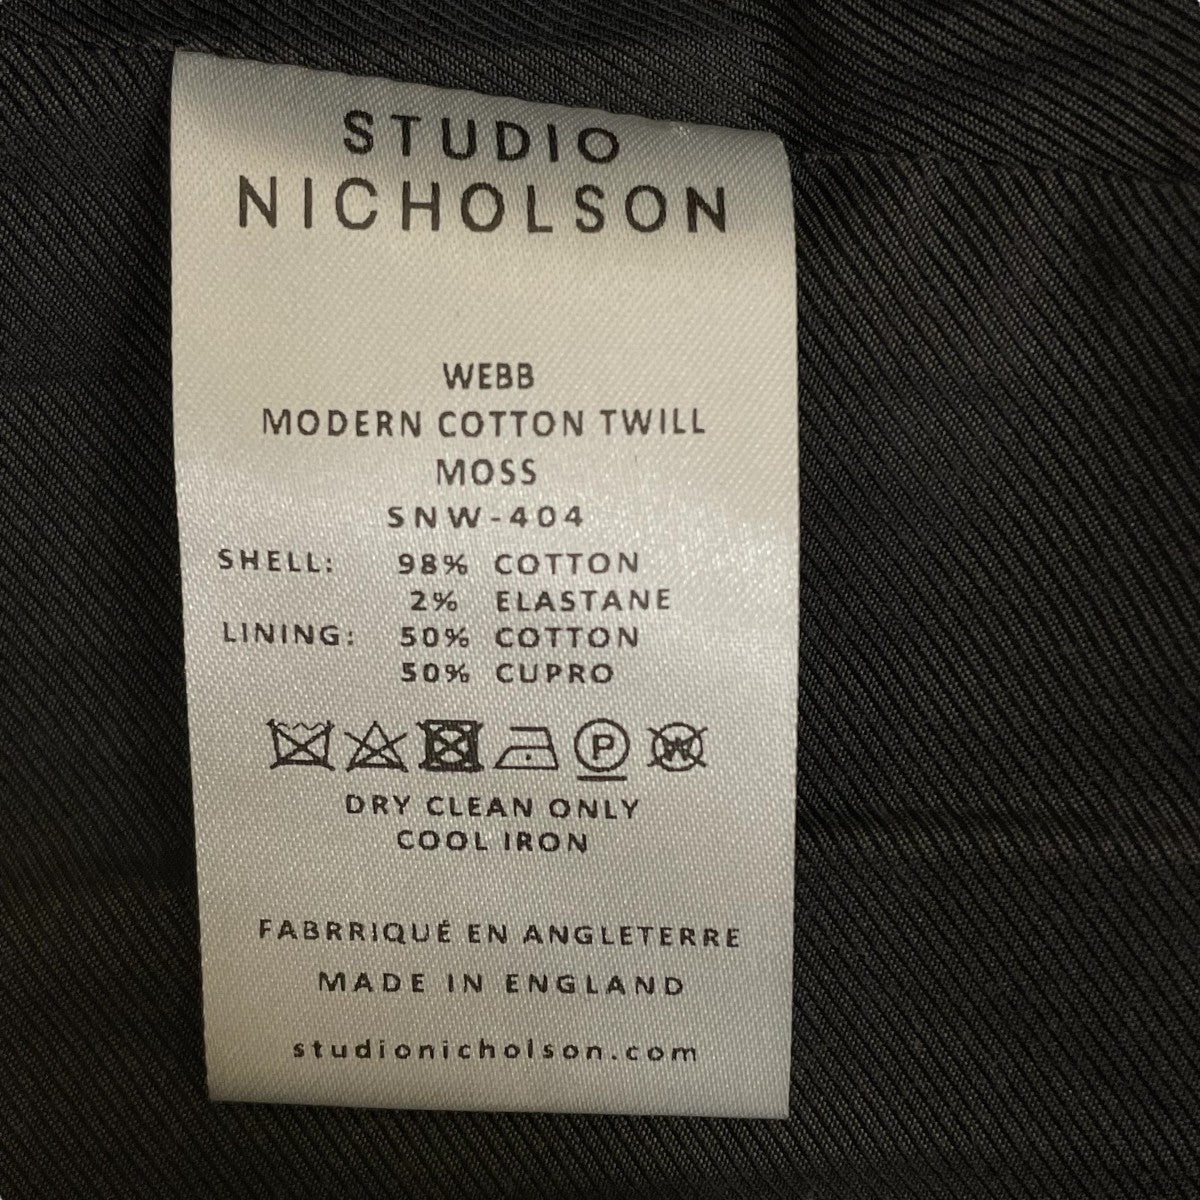 STUDIO
NICHOLSON
WEBB
MODERN COTTON TWILL
MOSS
SNW-404
SHELL: 98% COTTON
2% ELASTANE
LINING: 50% COTTON
50% CUPRO
P W
DRY CLEAN ONLY
COOL IRON
FABRRIQUÉ EN ANGLETERRE
MADE IN ENGLAND
studionicholson.com